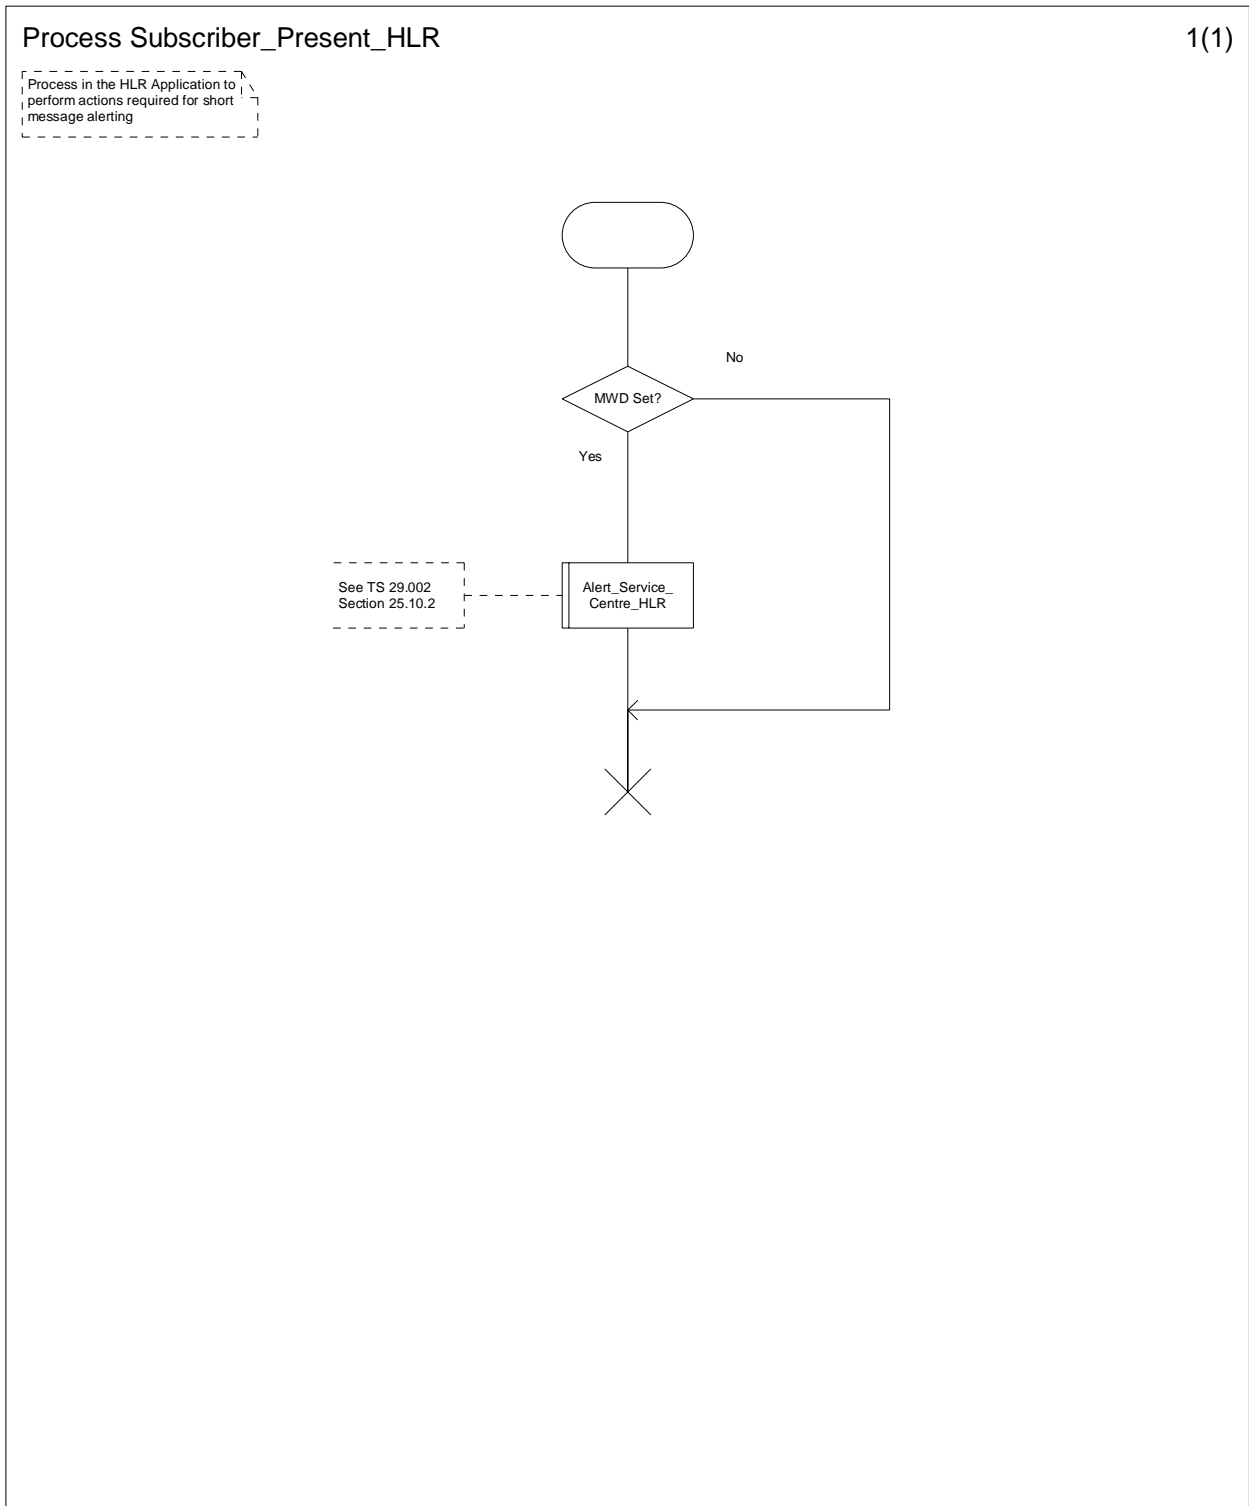 Process Subscriber_Present_HLR
1(1)
Process in the HLR Application to
perform actions required for short
message alerting
No
MWD Set?
Yes
See TS 29.002
Section 25.10.2
Alert_Service_
Centre_HLR